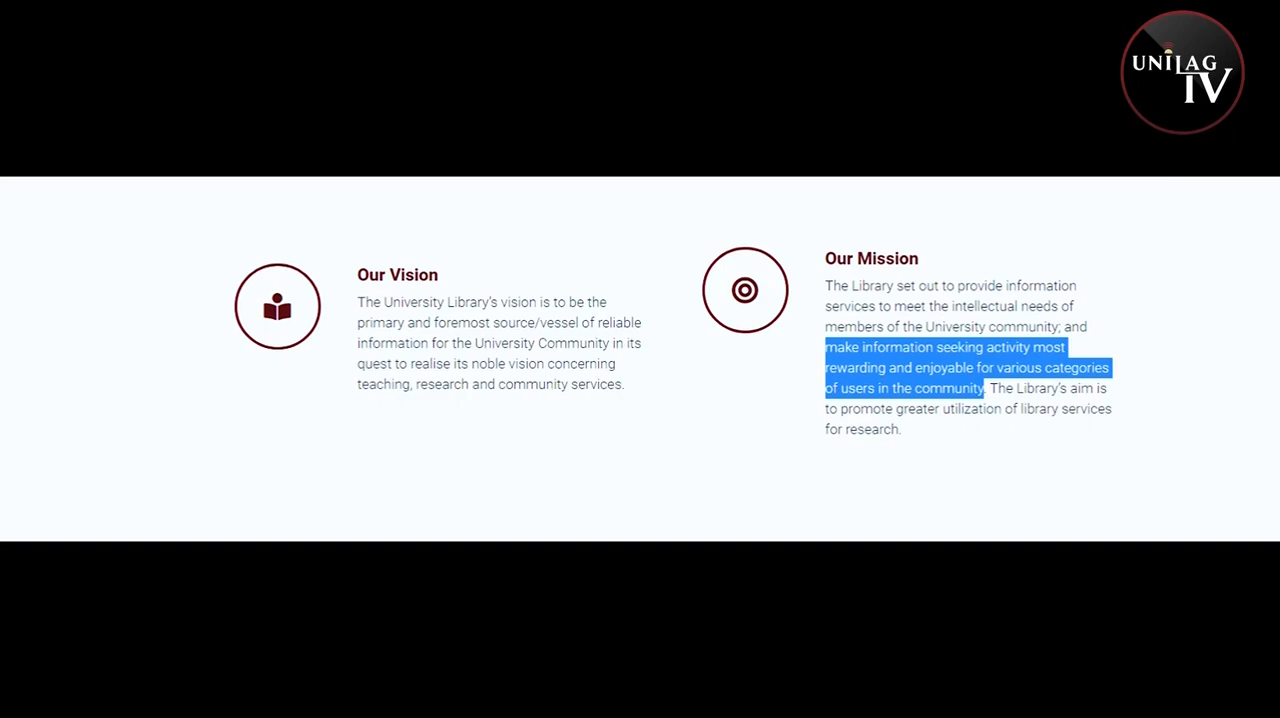 UNILAG
TV
Our Vision
The University Library's vision is to be the
primary and foremost source/vessel of reliable
information for the University Community in its
quest to realise its noble vision concerning
teaching, research and community services.
Our Mission
The Library set out to provide information
services to meet the intellectual needs of
members of the University community; and
make information seeking activity most
rewarding and enjoyable for various categories
of users in the community. The Library's aim is
to promote greater utilization of library services
for research.